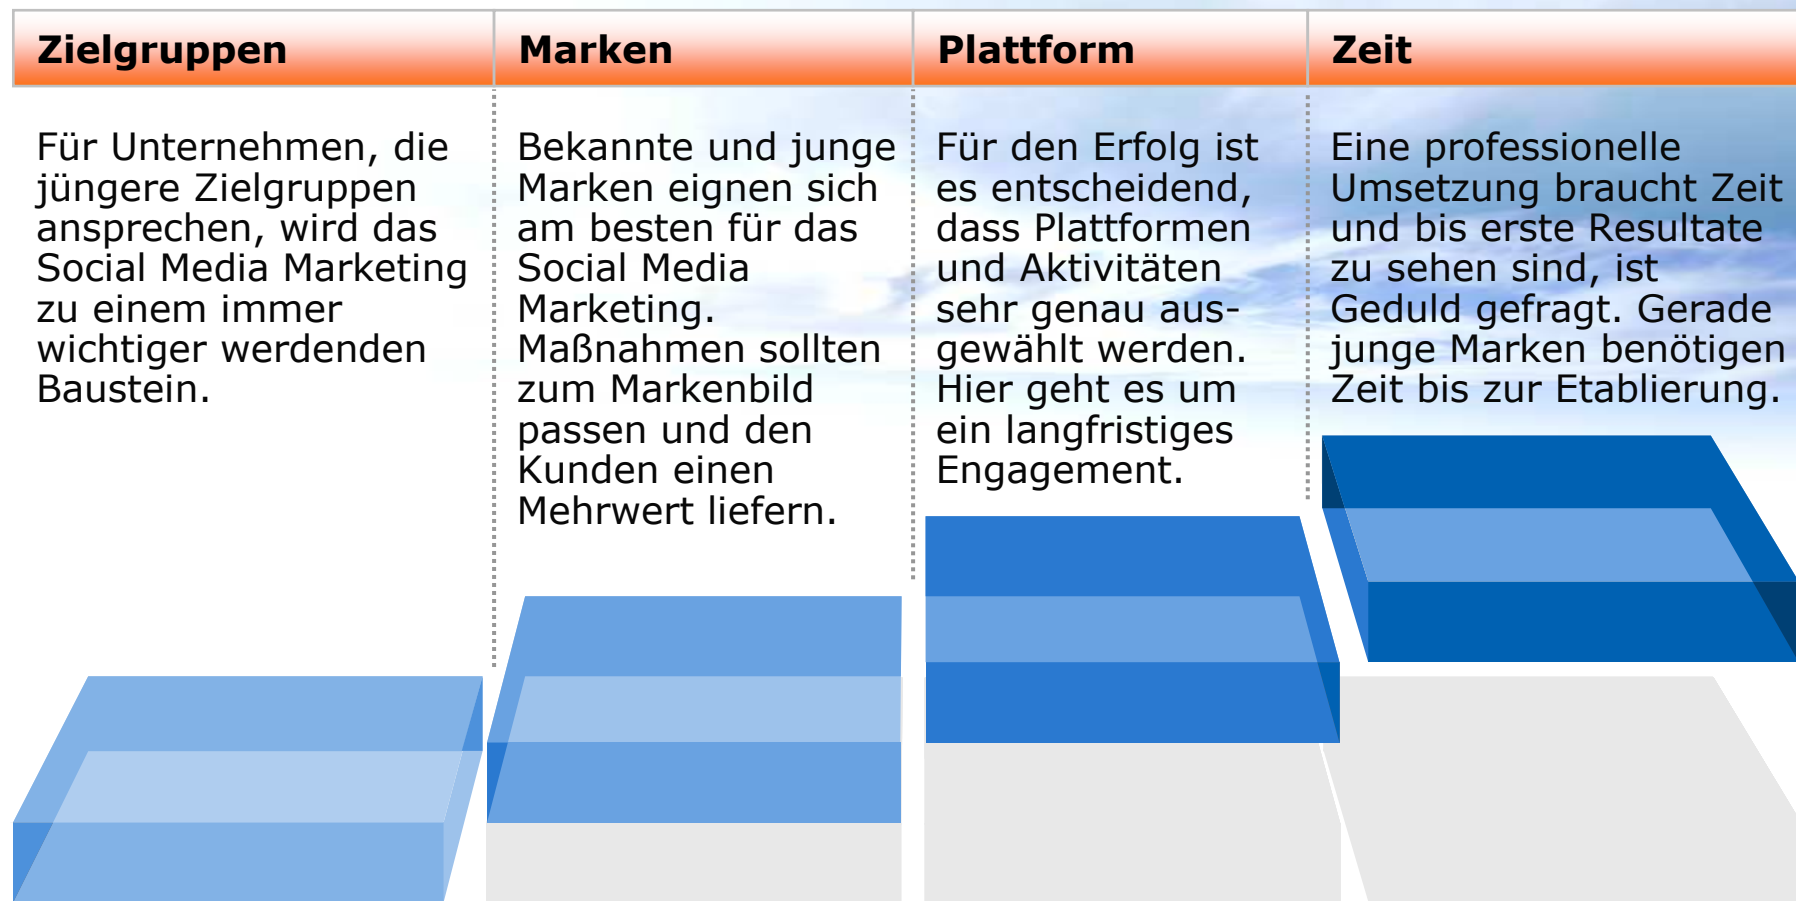 Zielgruppen
Für Unternehmen, die
jüngere Zielgruppen
ansprechen, wird das
Social Media Marketing
zu einem immer
wichtiger werdenden
Baustein.
Marken
Bekannte und junge
Marken eignen sich
am besten für das
Social Media
Marketing.
Maßnahmen sollten
zum Markenbild
passen und den
Kunden einen
Mehrwert liefern.
Plattform
Für den Erfolg ist
es entscheidend,
dass Plattformen
und Aktivitäten
sehr genau aus-
gewählt werden.
Hier geht es um
ein langfristiges
Engagement.
Zeit
Eine professionelle
Umsetzung braucht Zeit
und bis erste Resultate
zu sehen sind, ist
Geduld gefragt. Gerade
junge Marken benötigen
Zeit bis zur Etablierung.